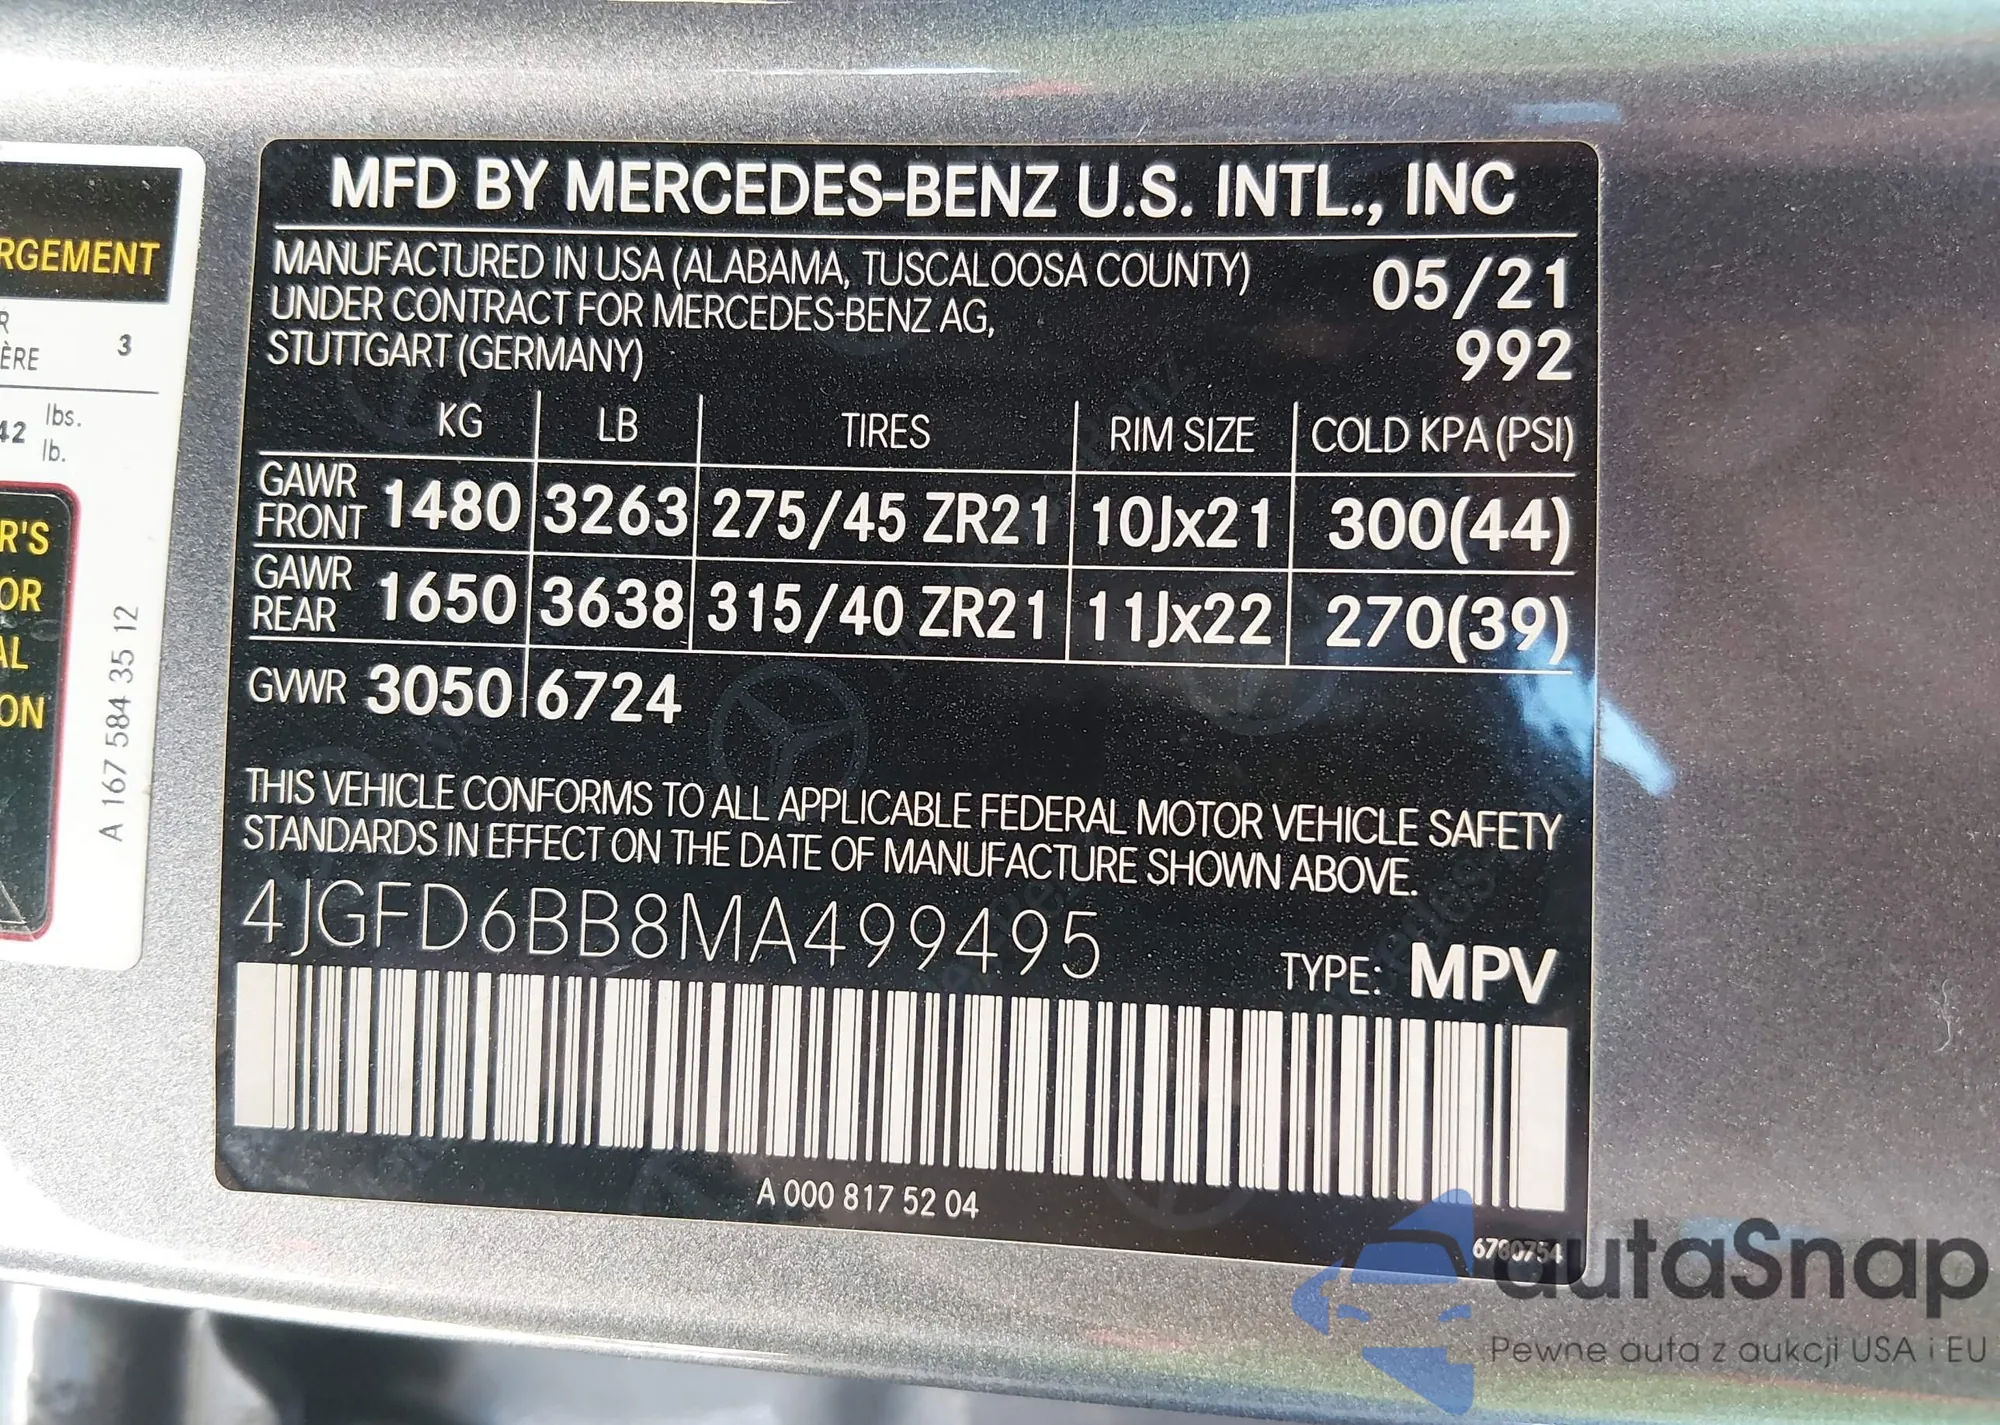 RGEMENT
R
ÈRE 3
42 lbs.
lb.
R'S
OR
AL
ON
A 167 584 35 12
MFD BY MERCEDES-BENZ U.S. INTL., INC
MANUFACTURED IN USA (ALABAMA, TUSCALOOSA COUNTY) 05/21
UNDER CONTRACT FOR MERCEDES-BENZ AG,
STUTTGART (GERMANY) 992
KG LB TIRES RIM SIZE COLD KPA (PSI)
GAWR FRONT 1480 3263 275/45 ZR21 10Jx21 300(44)
GAWR REAR 1650 3638 315/40 ZR21 11Jx22 270(39)
GVWR 3050 6724
THIS VEHICLE CONFORMS TO ALL APPLICABLE FEDERAL MOTOR VEHICLE SAFETY
STANDARDS IN EFFECT ON THE DATE OF MANUFACTURE SHOWN ABOVE.
4JGFD6BB8MA499495
TYPE: MPV
A 000 817 52 04
6780754
autaSnap
Pewne auta z aukcji USA i EU